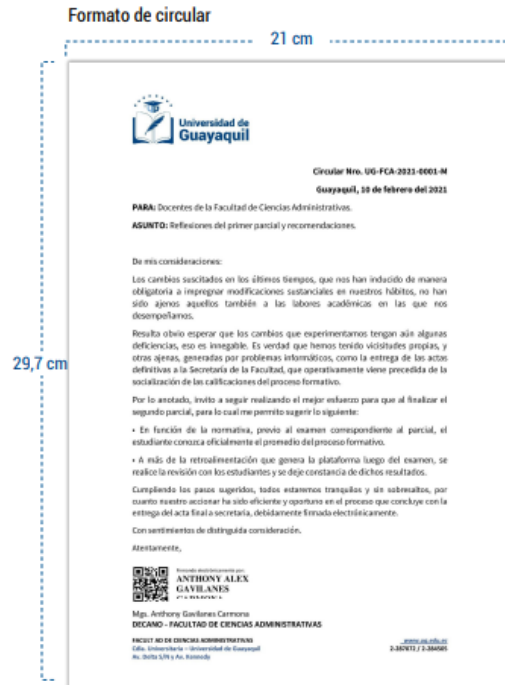 Formato de circular
21 cm
29,7 cm
Universidad de
Guayaquil
Circular Nro. UG-FCA-2021-0001-M
Guayaquil, 10 de febrero del 2021
PARA: Docentes de la Facultad de Ciencias Administrativas.
ASUNTO: Reflexiones del primer parcial y recomendaciones.
De mis consideraciones:
Los cambios suscitados en los últimos tiempos, que nos han inducido de manera
obligatoria a impregnar modificaciones sustanciales en nuestros hábitos, no han
sido ajenos aquellos también a las labores académicas en las que nos
desempeñamos.
Resulta obvio esperar que los cambios que experimentamos tengan aún algunas
deficiencias, eso es innegable. Es verdad que hemos tenido vicisitudes propias, y
otras ajenas, generadas por problemas informáticos, como la entrega de las actas
definitivas a la Secretaría de la Facultad, que operativamente viene precedida de la
socialización de las calificaciones del proceso formativo.
Por lo anotado, invito a seguir realizando el mejor esfuerzo para que al finalizar el
segundo parcial, para lo cual me permito sugerir lo siguiente:
• En función de la normativa, previo al examen correspondiente al parcial, el
estudiante conozca oficialmente el promedio del proceso formativo.
• A más de la retroalimentación que genera la plataforma luego del examen, se
realice la revisión con los estudiantes y se deje constancia de dichos resultados.
Cumpliendo los pasos sugeridos, todos estaremos tranquilos y sin sobresaltos, por
cuanto nuestro accionar ha sido eficiente y oportuno en el proceso que concluye con la
entrega del acta final a secretaria, debidamente firmada electrónicamente.
Con sentimientos de distinguida consideración.
Atentamente,
Firmado electrónicamente por:
ANTHONY ALEX
GAVILANES
CARMONA
Mgs. Anthony Gavilanes Carmona
DECANO - FACULTAD DE CIENCIAS ADMINISTRATIVAS
FACULTAD DE CIENCIAS ADMINISTRATIVAS
Cdla. Universitaria - Universidad de Guayaquil
Av. Delta S/N y Av. Kennedy
www.ug.edu.ec